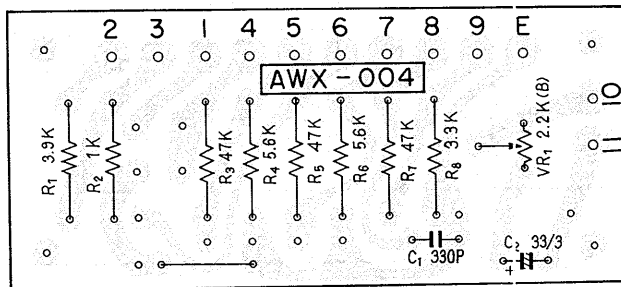 2 3 1 4 5 6 7 8 9 E
AWX-004
10
11
R1 3.9K
R2 1K
R3 47K
R4 5.6K
R5 47K
R6 5.6K
R7 47K
R8 3.3K
VR1 2.2K(B)
C1 330P
C2 33/3
+